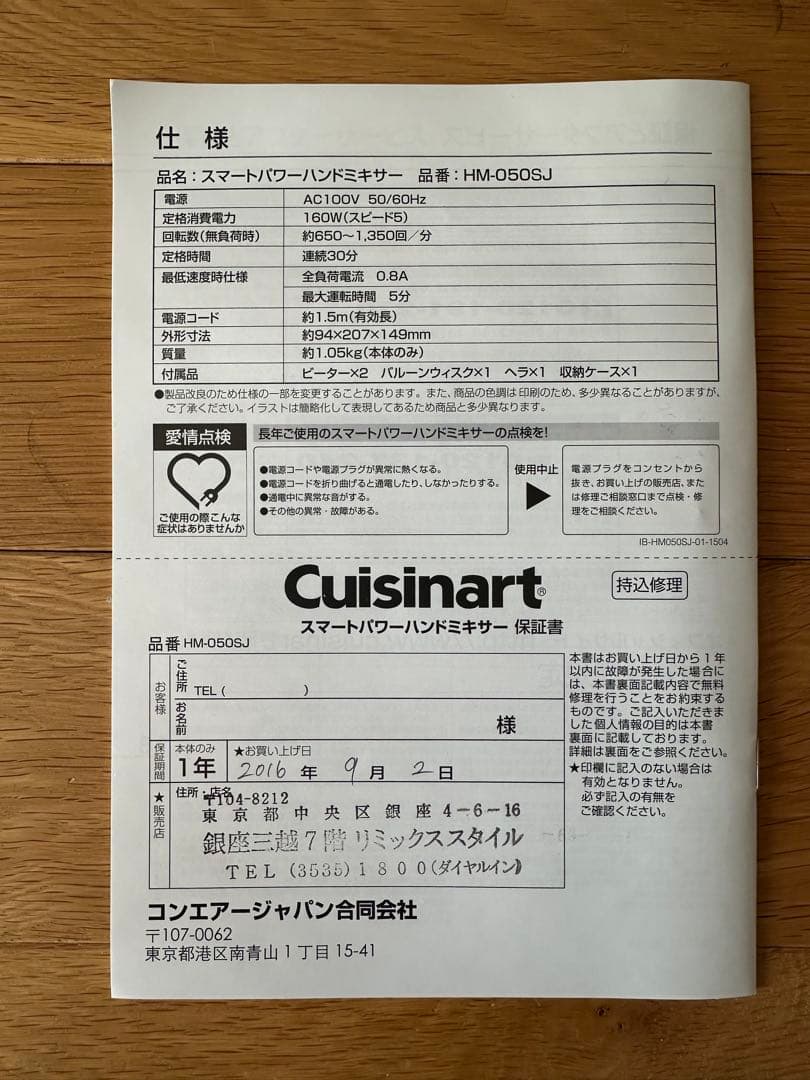 仕様
品名：スマートパワーハンドミキサー　品番：HM-050SJ
電源　AC100V 50/60Hz
定格消費電力　160W（スピード5）
回転数（無負荷時）　約650～1,350回／分
定格時間　連続30分
最低速度時仕様　全負荷電流　0.8A
最大運転時間　5分
電源コード　約1.5m（有効長）
外形寸法　約94×207×149mm
質量　約1.05kg（本体のみ）
付属品　ビーター×2　バルーンウィスク×1　ヘラ×1　収納ケース×1
●製品改良のため仕様の一部を変更することがあります。また、商品の色調は印刷のため、多少異なることがありますが、
ご了承ください。イラストは簡略化して表現してあるため商品と多少異なります。
愛情点検
ご使用の際こんな
症状はありませんか
長年ご使用のスマートパワーハンドミキサーの点検を！
●電源コードや電源プラグが異常に熱くなる。
●電源コードを折り曲げると通電したり、しなかったりする。
●通電中に異常な音がする。
●その他の異常・故障がある。
使用中止
電源プラグをコンセントから
抜き、お買い上げの販売店、また
は修理ご相談窓口まで点検・修
理をご相談ください。
IB-HM050SJ-01-1504
Cuisinart®
持込修理
スマートパワーハンドミキサー 保証書
品番 HM-050SJ
お客様
ご住所
TEL（　　　　）
お名前
様
保証期間
本体のみ
1年
★お買い上げ日
2016 年 9 月 2 日
★販売店
住所・店名
〒104-8212
東京都中央区銀座4-6-16
銀座三越7階リミックススタイル
TEL (3535) 1800 (ダイヤルイン)
本書はお買い上げ日から1年
以内に故障が発生した場合に
は、本書裏面記載内容で無料
修理を行うことをお約束する
ものです。ご記入いただきま
した個人情報の目的は本書
裏面に記載しております。
詳細は裏面をご参照ください。
★印欄に記入のない場合は
有効となりません。
必ず記入の有無を
ご確認ください。
コンエアージャパン合同会社
〒107-0062
東京都港区南青山1丁目15-41